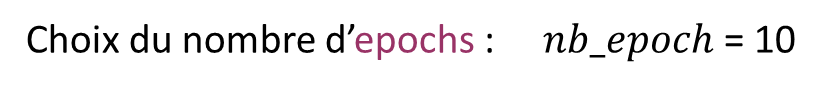 Choix du nombre d’epochs : nb_epoch = 10